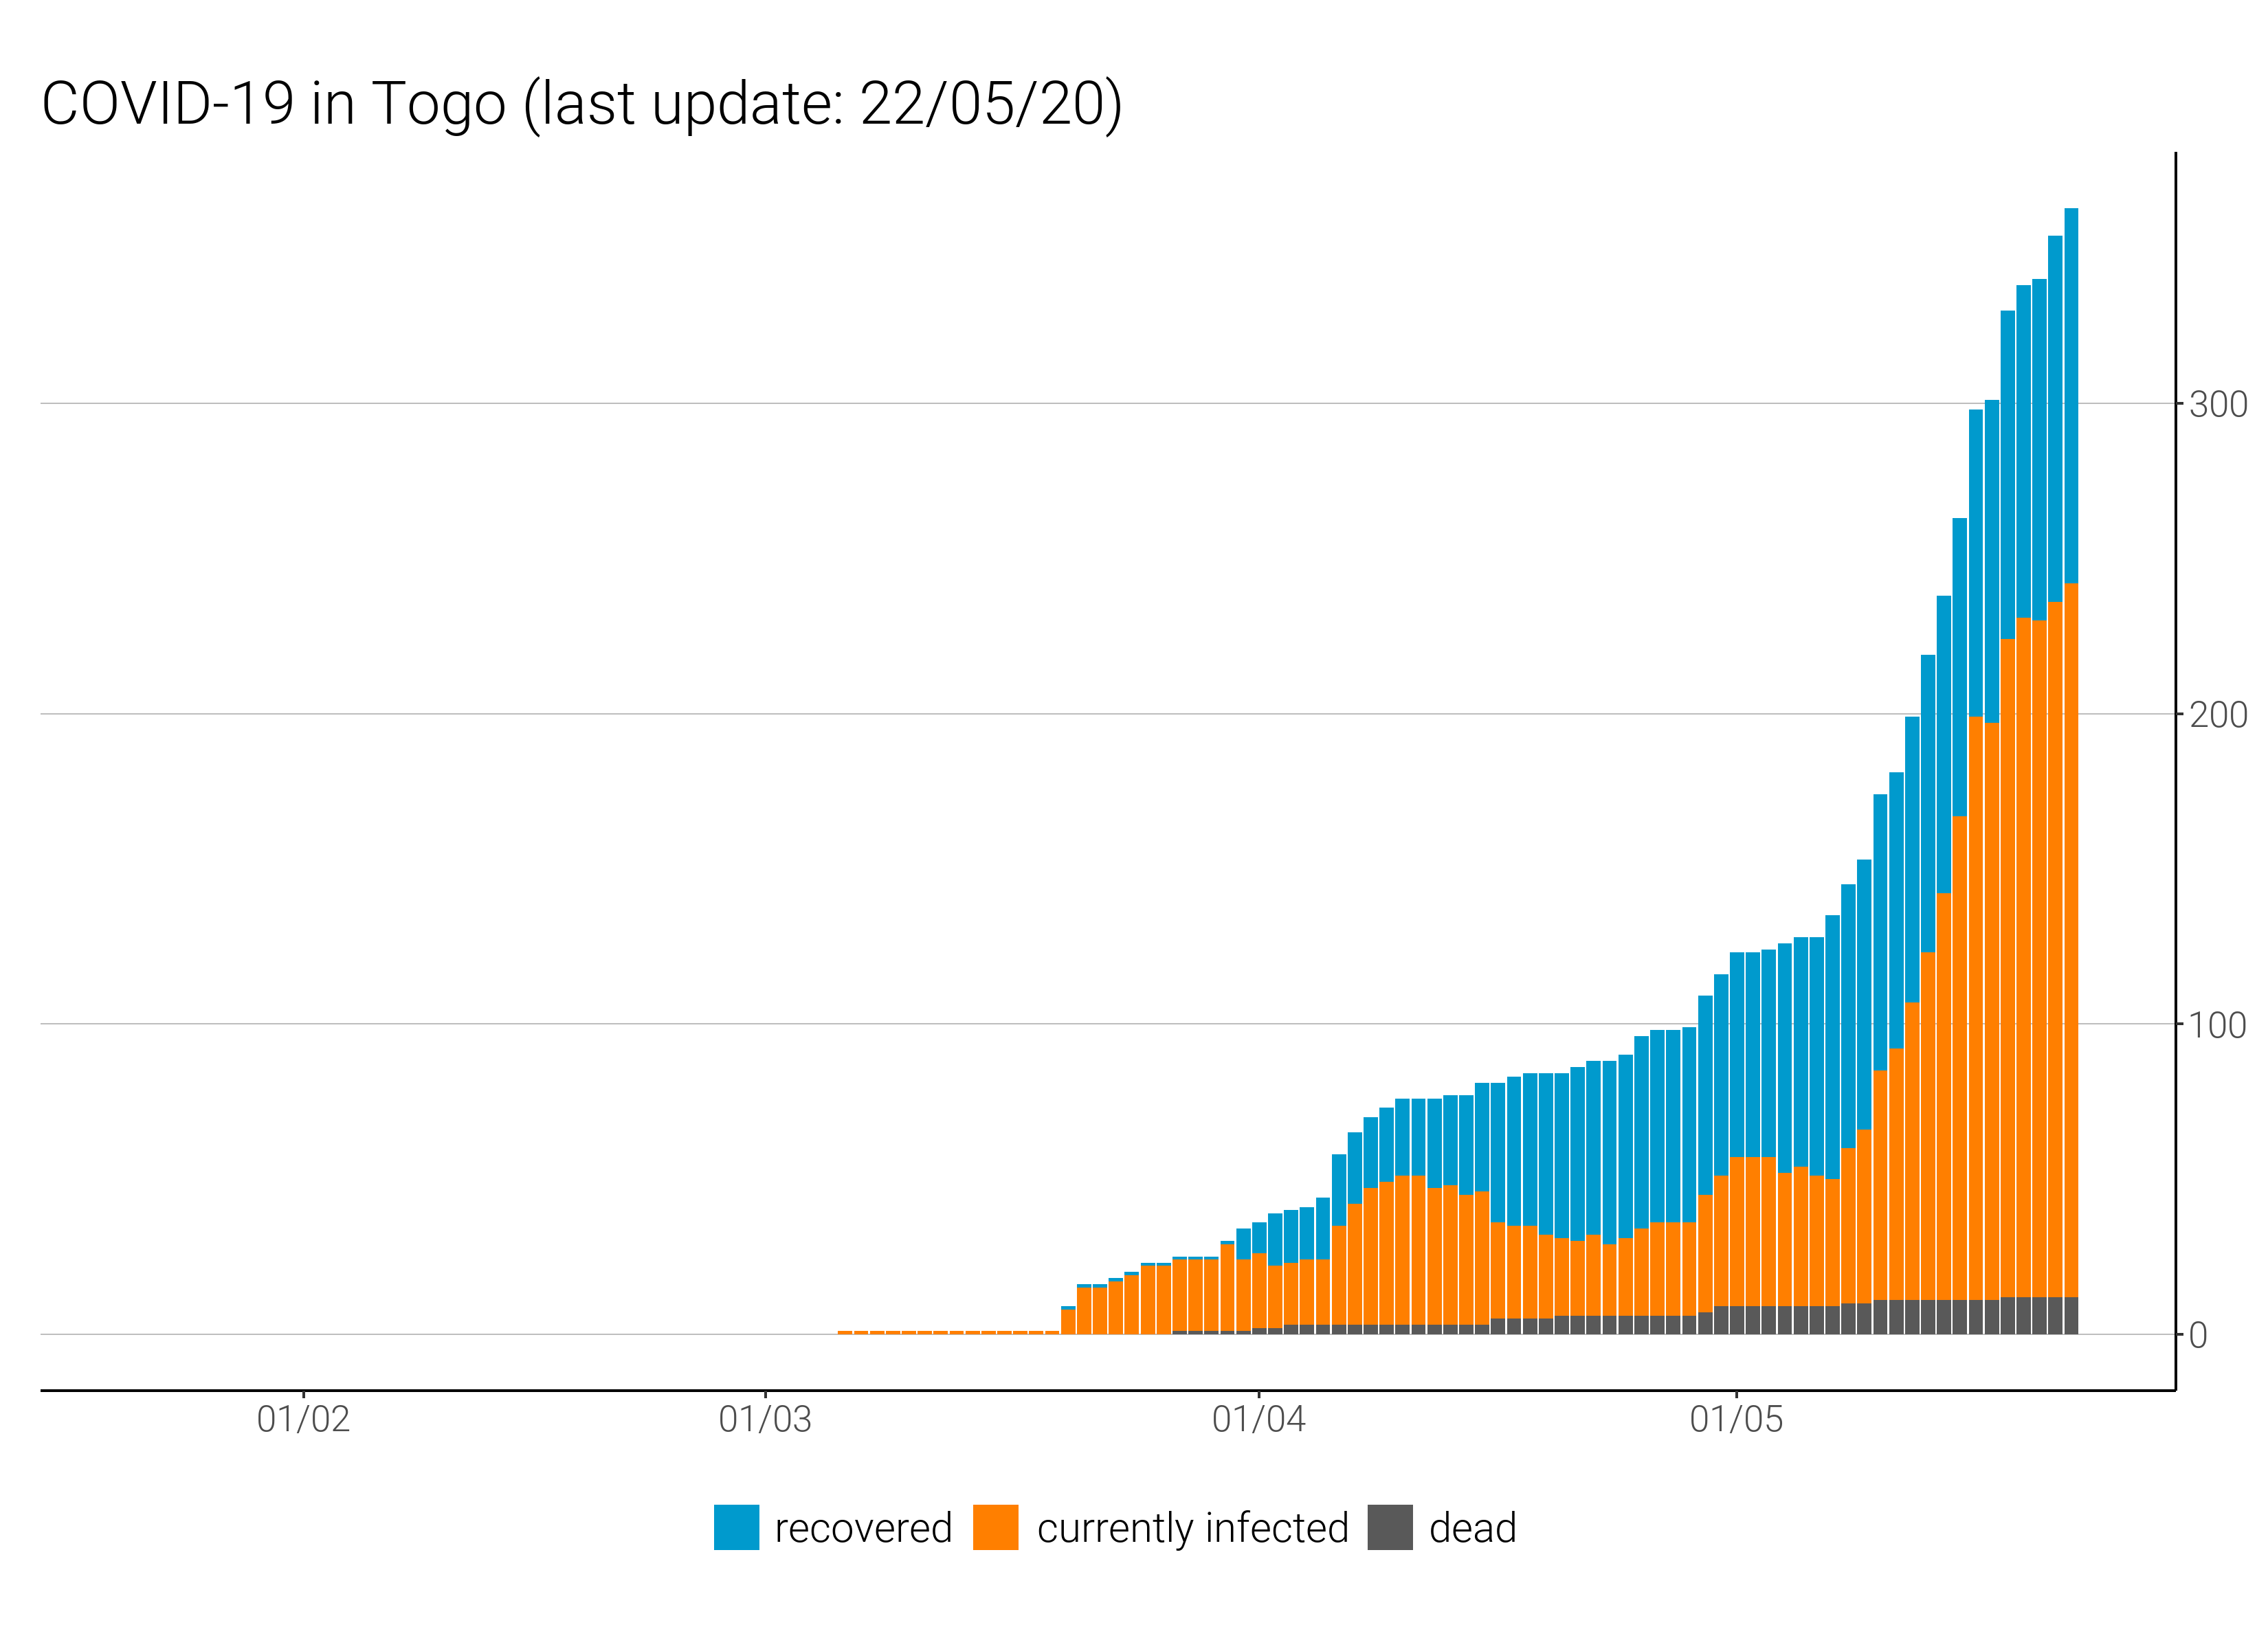 COVID-19 in Togo (last update: 22/05/20)
300
200
100
0
01/02 01/03 01/04 01/05
recovered currently infected dead